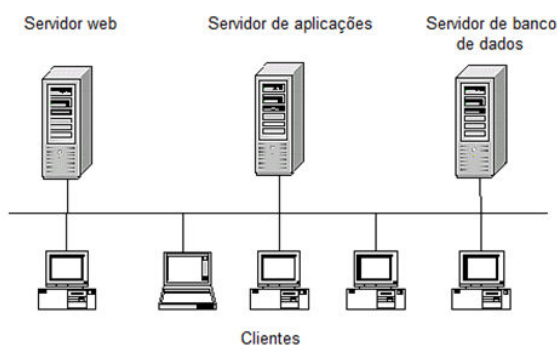 Servidor web
Servidor de aplicações
Servidor de banco
de dados
Clientes